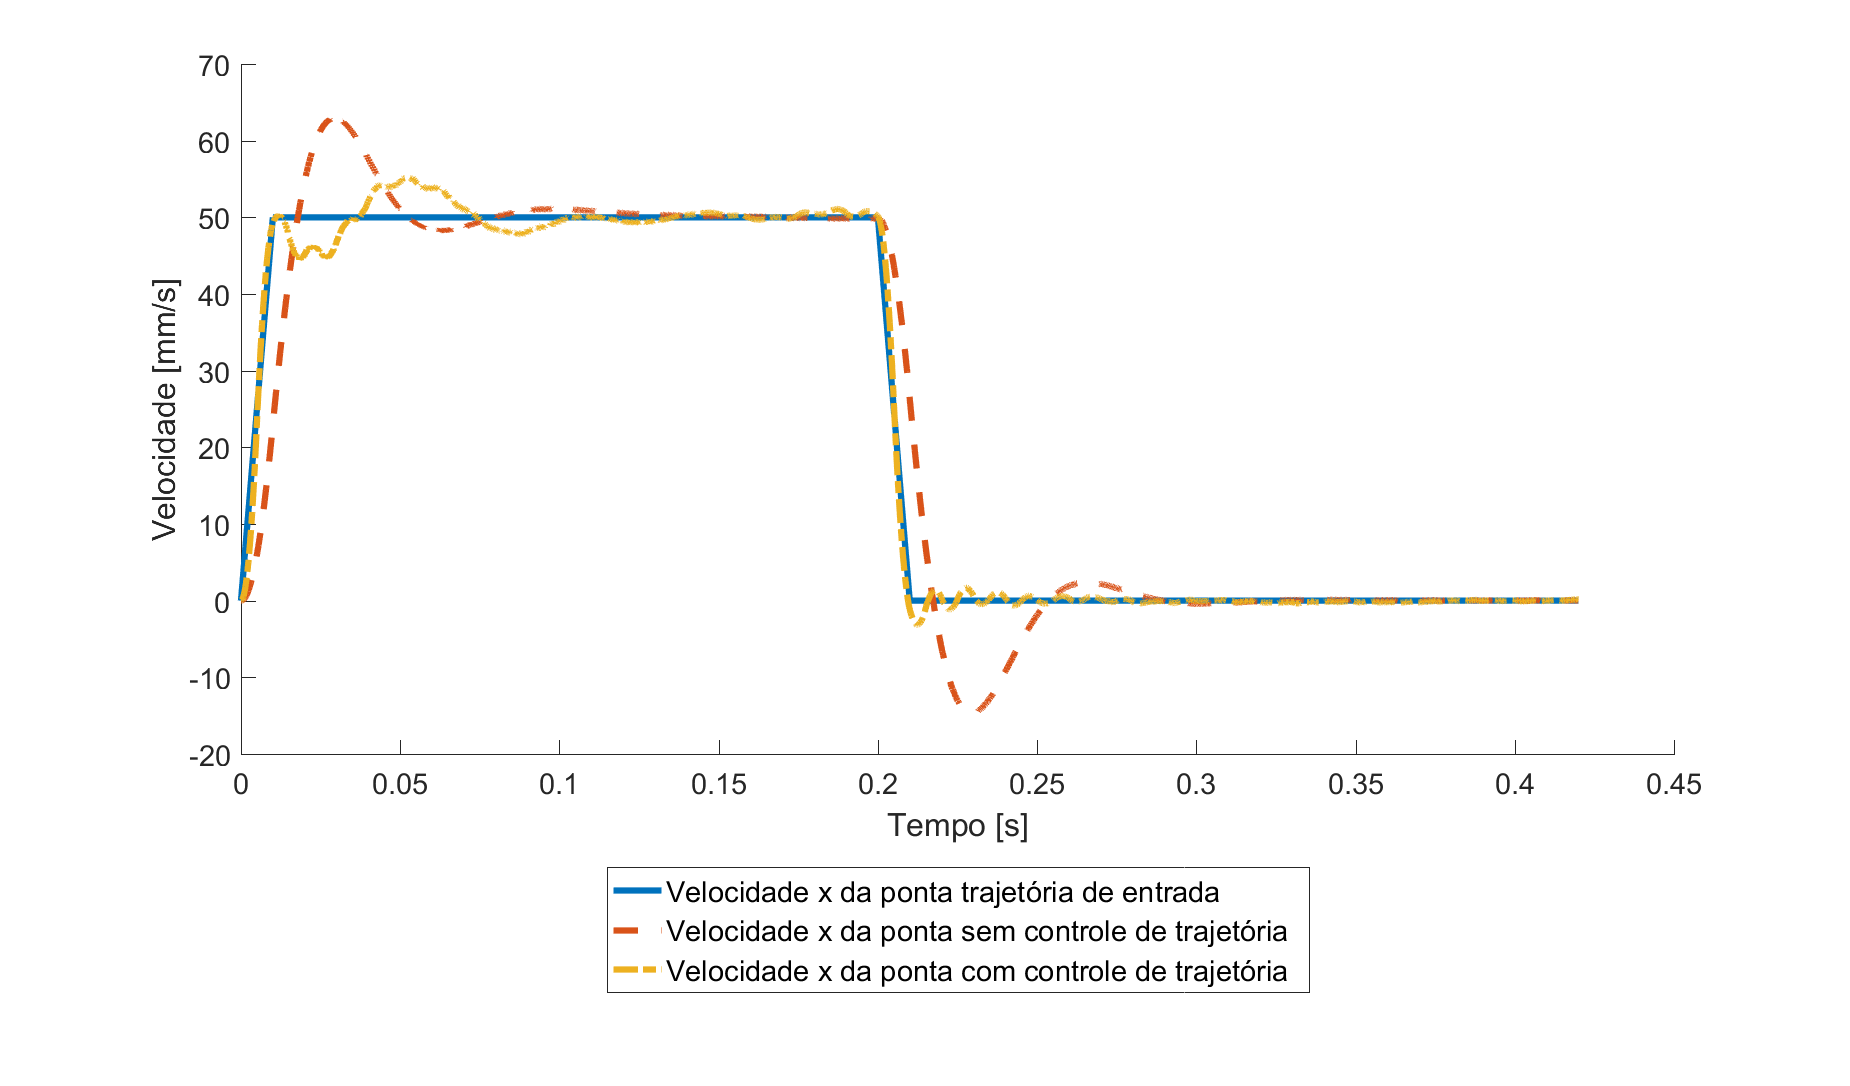 70
60
50
40
30
20
10
0
-10
-20
Velocidade [mm/s]
0 0.05 0.1 0.15 0.2 0.25 0.3 0.35 0.4 0.45
Tempo [s]
Velocidade x da ponta trajetória de entrada
Velocidade x da ponta sem controle de trajetória
Velocidade x da ponta com controle de trajetória